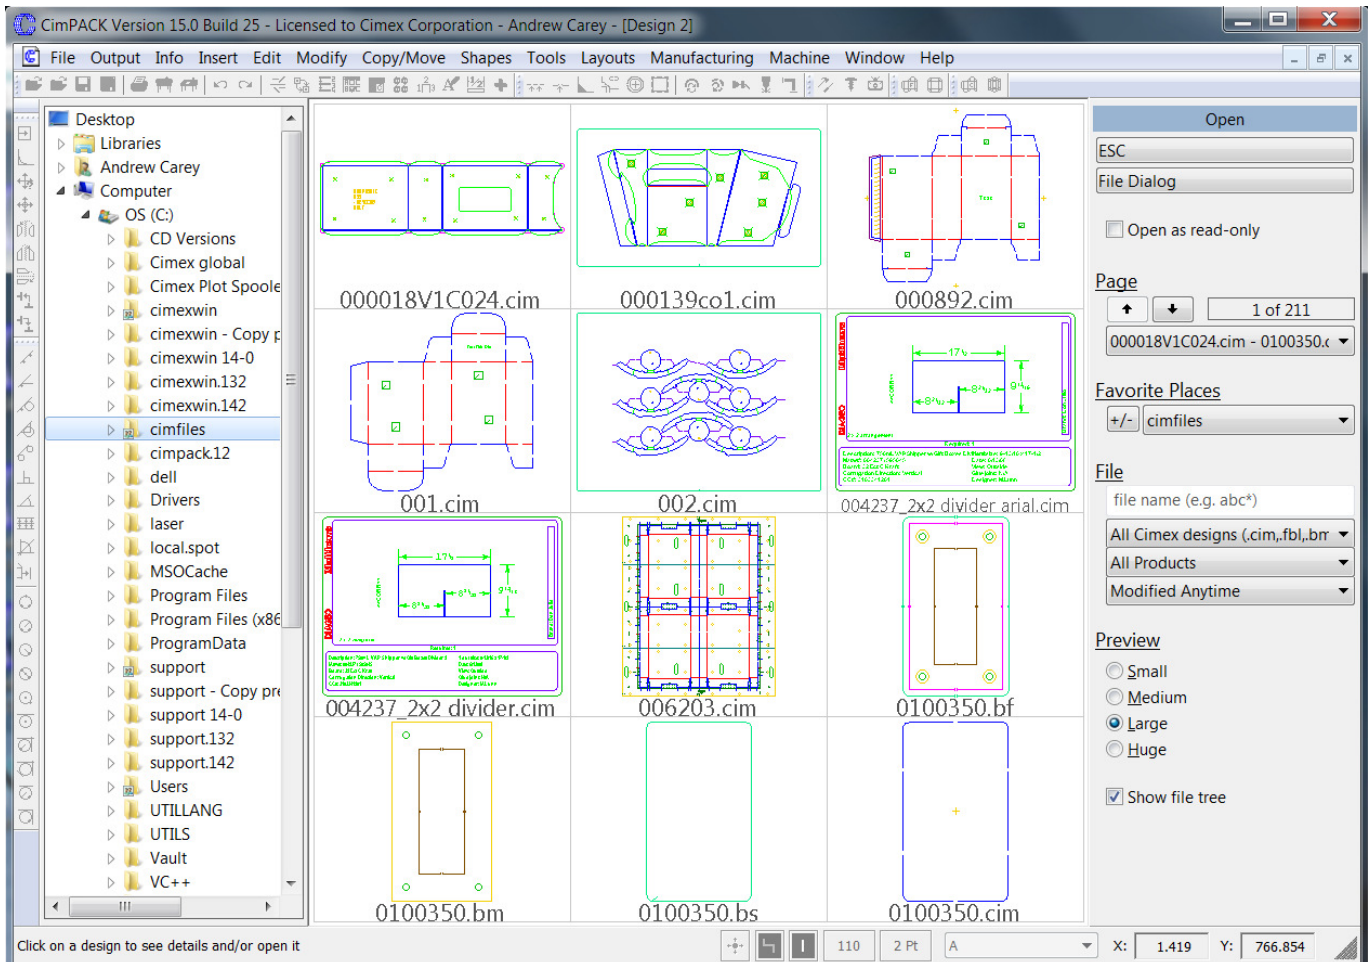 CimPACK Version 15.0 Build 25 - Licensed to Cimex Corporation - Andrew Carey - [Design 2]
File Output Info Insert Edit Modify Copy/Move Shapes Tools Layouts Manufacturing Machine Window Help
Desktop
Libraries
Andrew Carey
Computer
OS (C:)
CD Versions
Cimex global
Cimex Plot Spoole
cimexwin
cimexwin - Copy p
cimexwin 14-0
cimexwin.132
cimexwin.142
cimfiles
cimpack.12
dell
Drivers
laser
local.spot
MSOCache
Program Files
Program Files (x86
ProgramData
support
support - Copy pre
support 14-0
support.132
support.142
Users
UTILLANG
UTILS
Vault
VC++
000018V1C024.cim
000139co1.cim
000892.cim
001.cim
002.cim
004237_2x2 divider arial.cim
004237_2x2 divider.cim
006203.cim
0100350.bf
0100350.bm
0100350.bs
0100350.cim
Open
ESC
File Dialog
Open as read-only
Page
1 of 211
000018V1C024.cim - 0100350.c
Favorite Places
+/- cimfiles
File
file name (e.g. abc*)
All Cimex designs (.cim,.fbl,.bm
All Products
Modified Anytime
Preview
Small
Medium
Large
Huge
Show file tree
Click on a design to see details and/or open it
110 2 Pt A X: 1.419 Y: 766.854